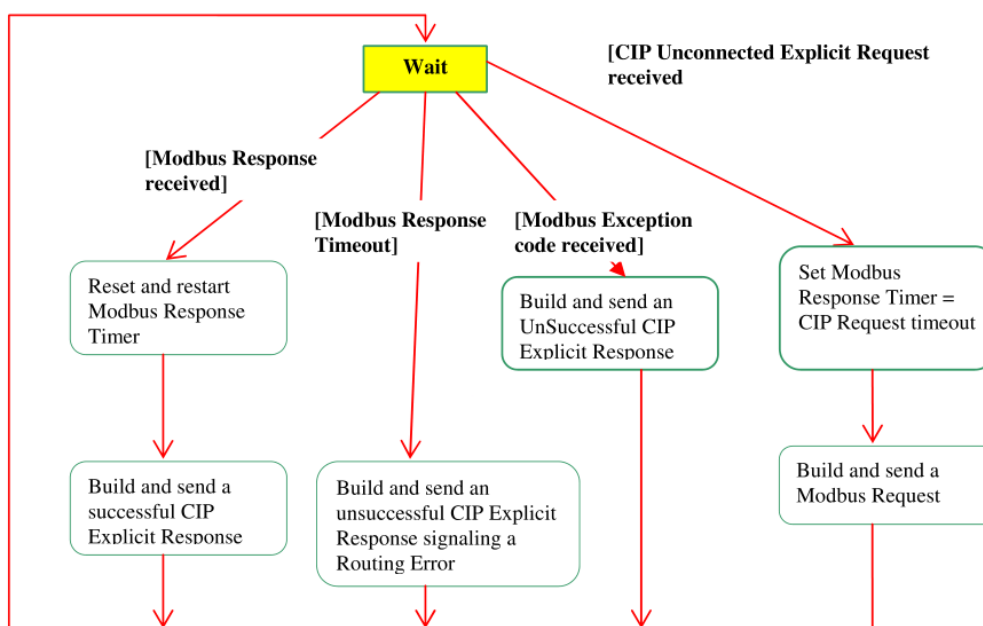 Wait
[CIP Unconnected Explicit Request
received
[Modbus Response
received]
[Modbus Response
Timeout]
[Modbus Exception
code received]
Reset and restart
Modbus Response
Timer
Build and send an
UnSuccessful CIP
Explicit Response
Set Modbus
Response Timer =
CIP Request timeout
Build and send a
successful CIP
Explicit Response
Build and send an
unsuccessful CIP Explicit
Response signaling a
Routing Error
Build and send a
Modbus Request